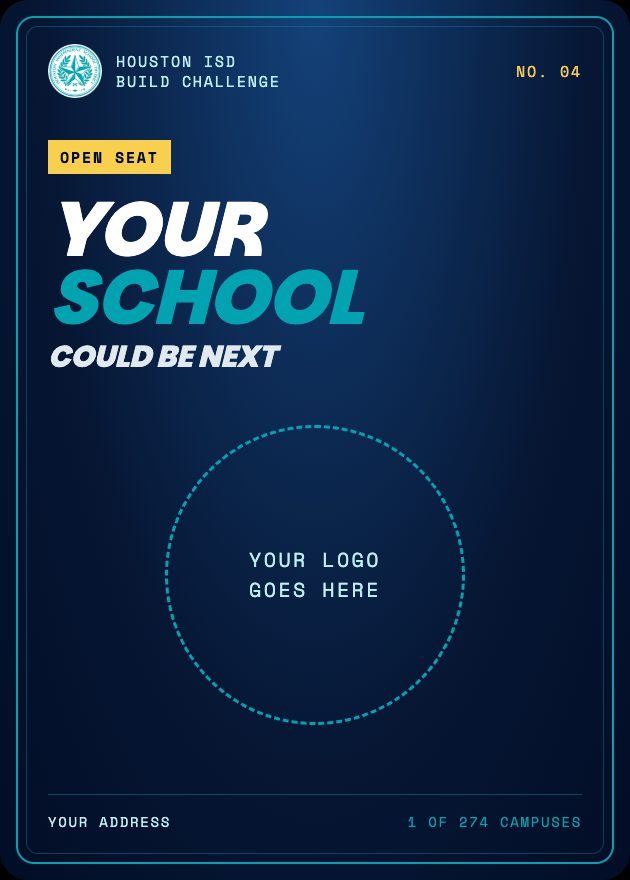 HOUSTON ISD
BUILD CHALLENGE
NO. 04
OPEN SEAT
YOUR
SCHOOL
COULD BE NEXT
YOUR LOGO
GOES HERE
YOUR ADDRESS
1 OF 274 CAMPUSES